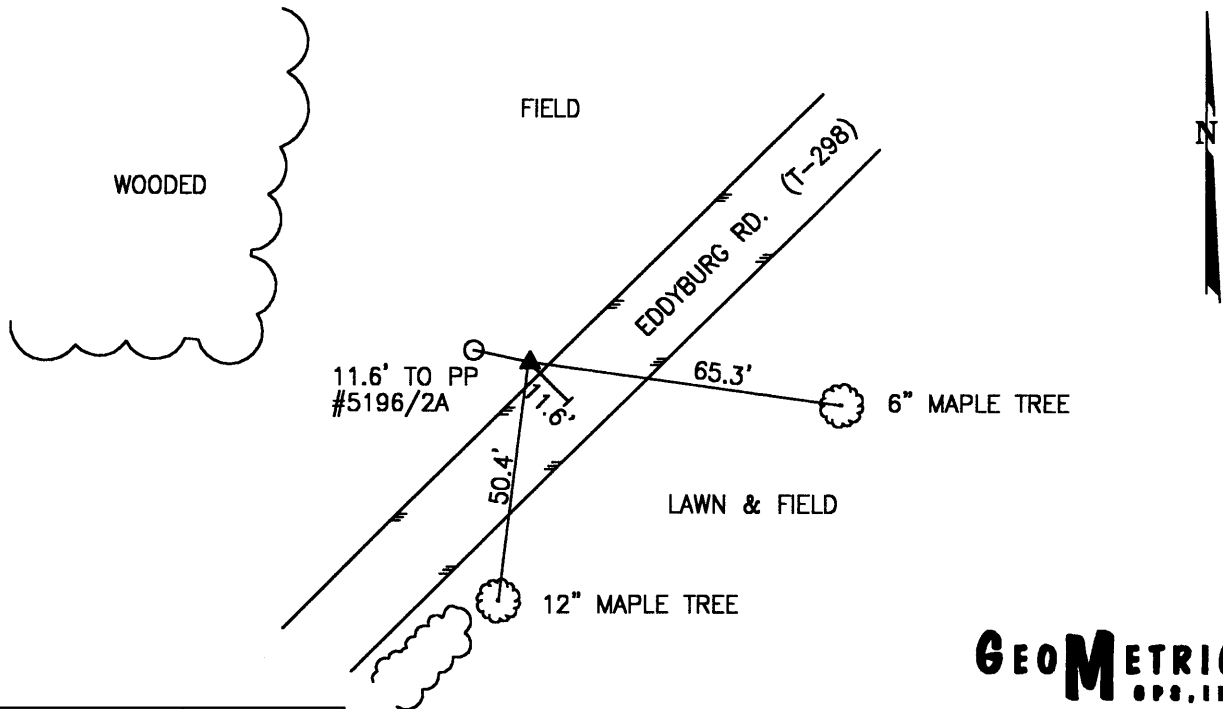 FIELD
N
WOODED
EDDYBURG RD. (T-298)
11.6' TO PP
#5196/2A
11.6'
65.3'
6" MAPLE TREE
50.4'
LAWN & FIELD
12" MAPLE TREE